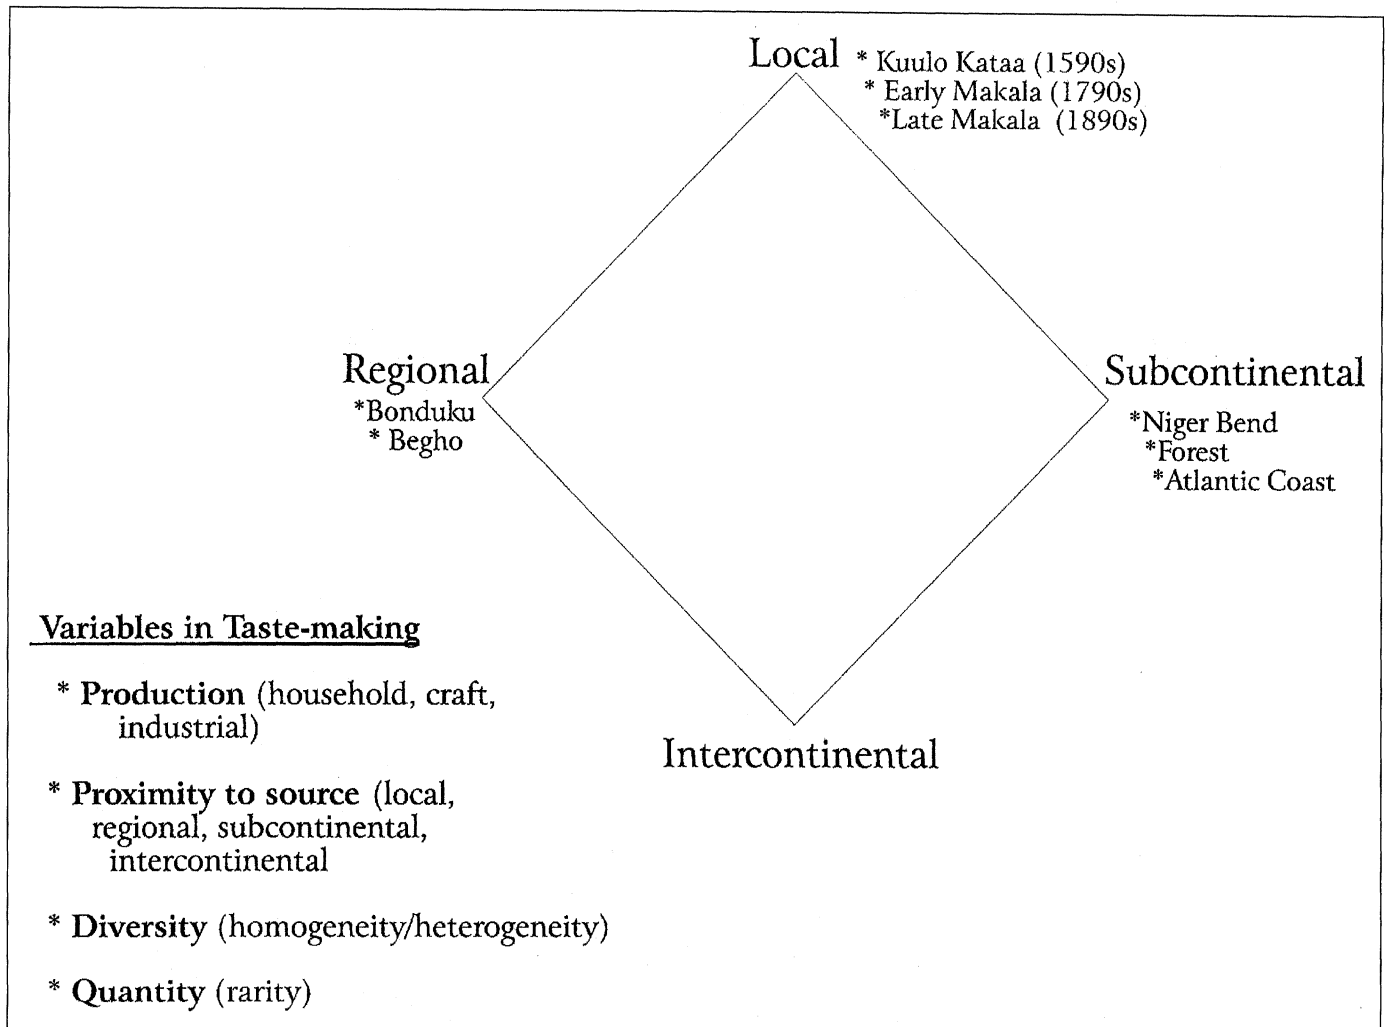 Local
* Kuulo Kataa (1590s)
* Early Makala (1790s)
*Late Makala (1890s)
Regional
*Bonduku
* Begho
Subcontinental
*Niger Bend
*Forest
*Atlantic Coast
Intercontinental
Variables in Taste-making
* Production (household, craft,
industrial)
* Proximity to source (local,
regional, subcontinental,
intercontinental
* Diversity (homogeneity/heterogeneity)
* Quantity (rarity)